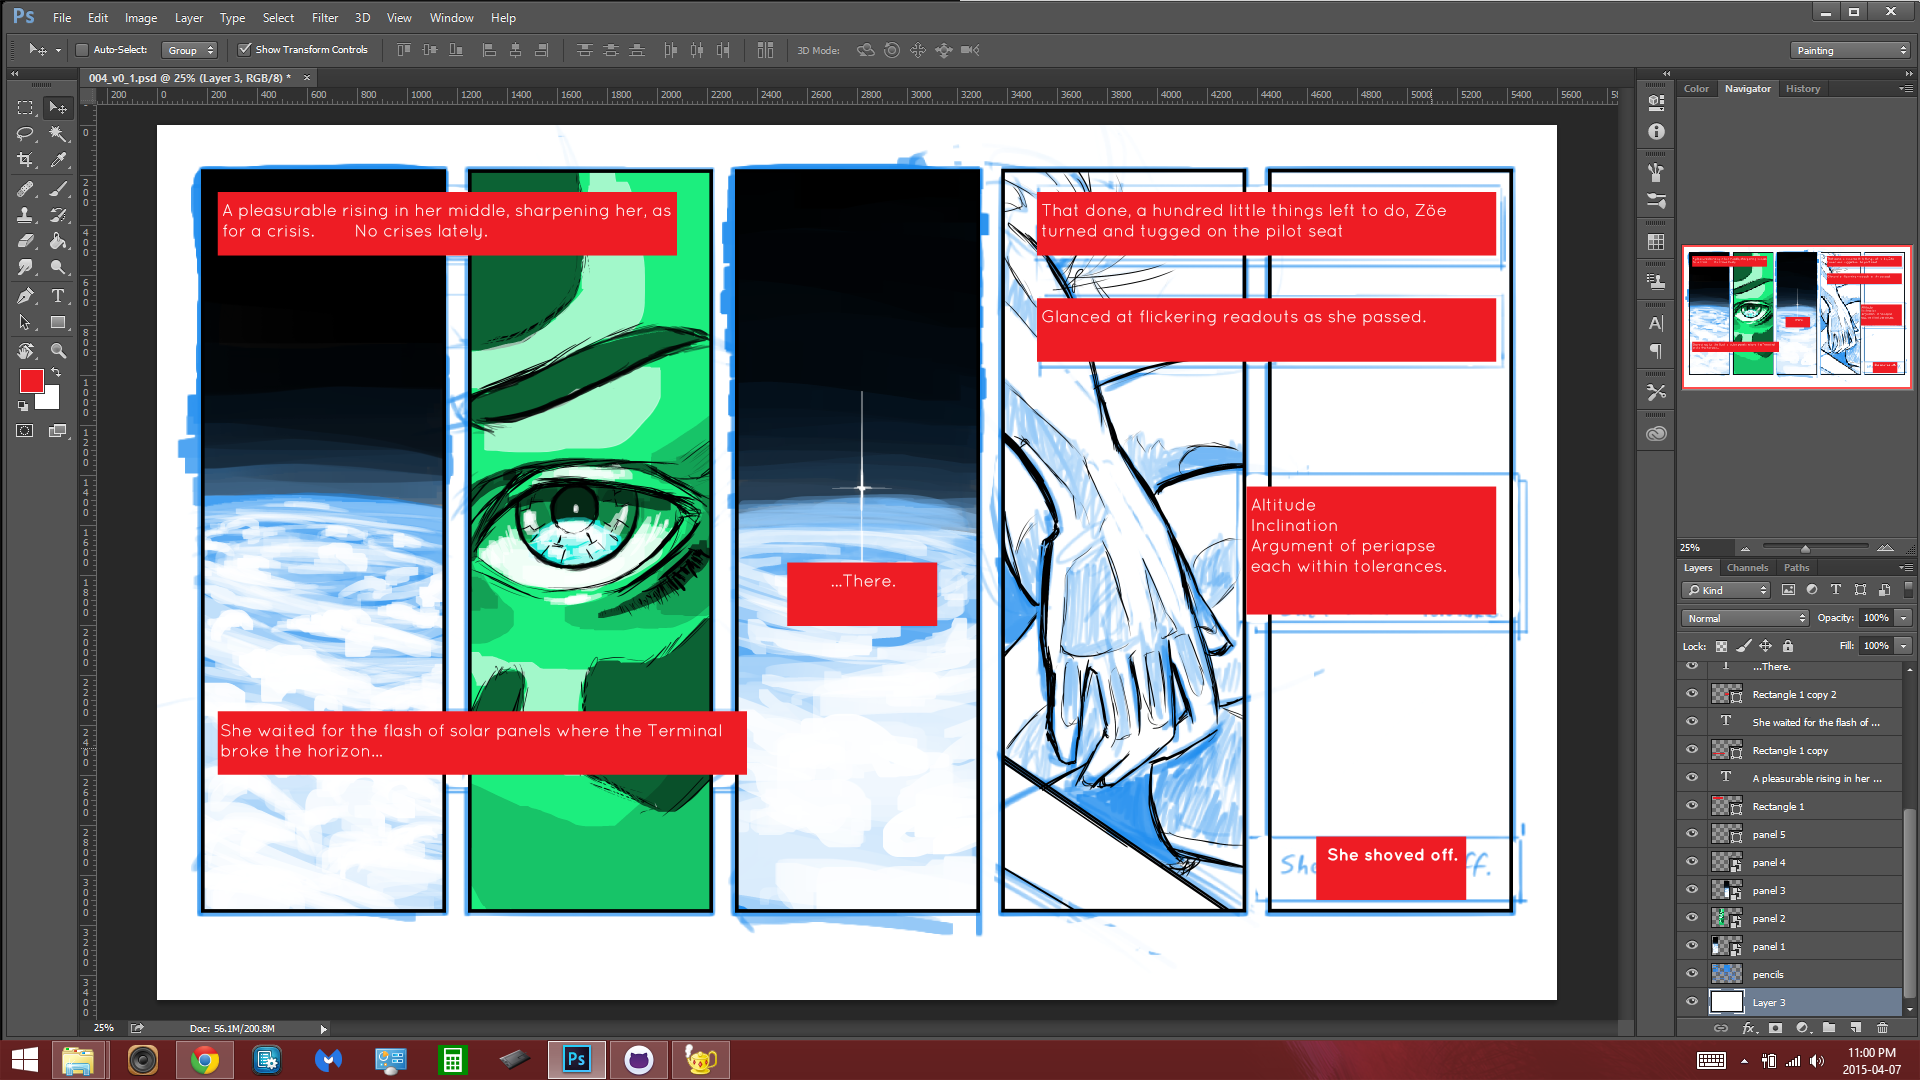 Ps File Edit Image Layer Type Select Filter 3D View Window Help
Auto-Select: Group Show Transform Controls 3D Mode: Painting
004_v0_1.psd @ 25% (Layer 3, RGB/8) * ×
200 0 200 400 600 800 1000 1200 1400 1600 1800 2000 2200 2400 2600 2800 3000 3200 3400 3600 3800 4000 4200 4400 4600 4800 5000 5200 5400 5600
A pleasurable rising in her middle, sharpening her, as
for a crisis. No crises lately.
She waited for the flash of solar panels where the Terminal
broke the horizon...
...There.
That done, a hundred little things left to do, Zöe
turned and tugged on the pilot seat
Glanced at flickering readouts as she passed.
Altitude
Inclination
Argument of periapse
each within tolerances.
She shoved off.
Color Navigator History
25%
Layers Channels Paths
Kind
Normal Opacity: 100%
Lock: Fill: 100%
...There.
Rectangle 1 copy 2
She waited for the flash of ...
Rectangle 1 copy
A pleasurable rising in her ...
Rectangle 1
panel 5
panel 4
panel 3
panel 2
panel 1
pencils
Layer 3
25% Doc: 56.1M/200.8M
Ps
11:00 PM
2015-04-07